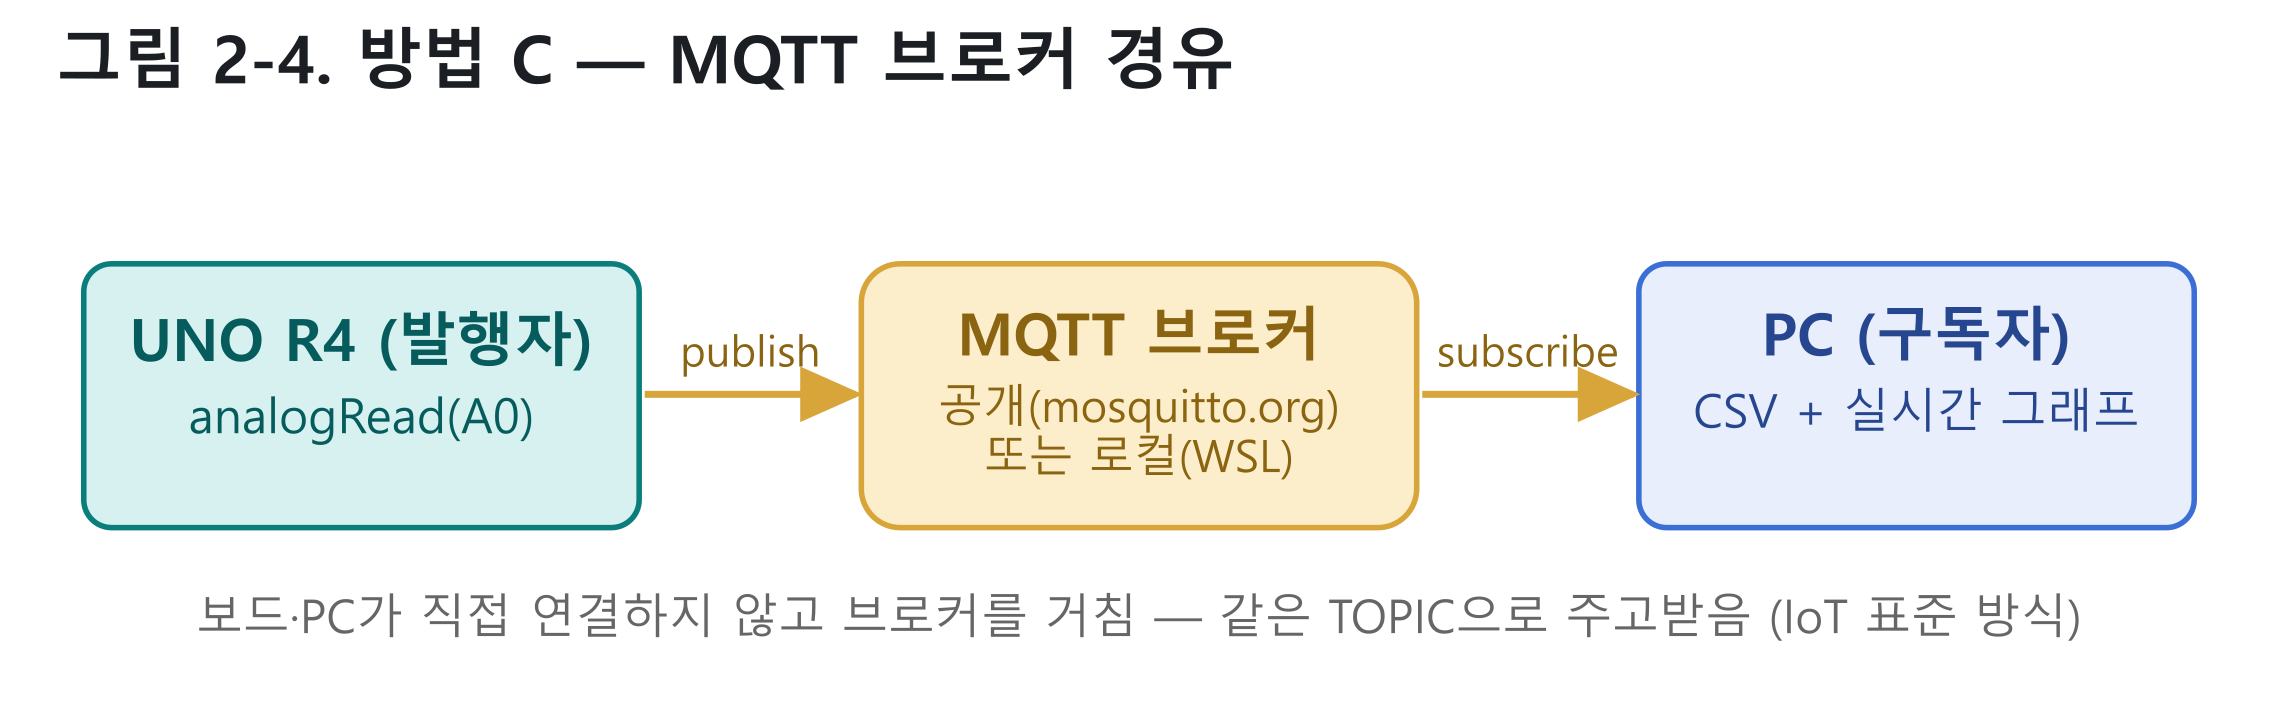 그림 2-4. 방법 C — MQTT 브로커 경유
UNO R4 (발행자)
analogRead(A0)
publish
MQTT 브로커
공개(mosquitto.org)
또는 로컬(WSL)
subscribe
PC (구독자)
CSV + 실시간 그래프
보드·PC가 직접 연결하지 않고 브로커를 거침 — 같은 TOPIC으로 주고받음 (IoT 표준 방식)